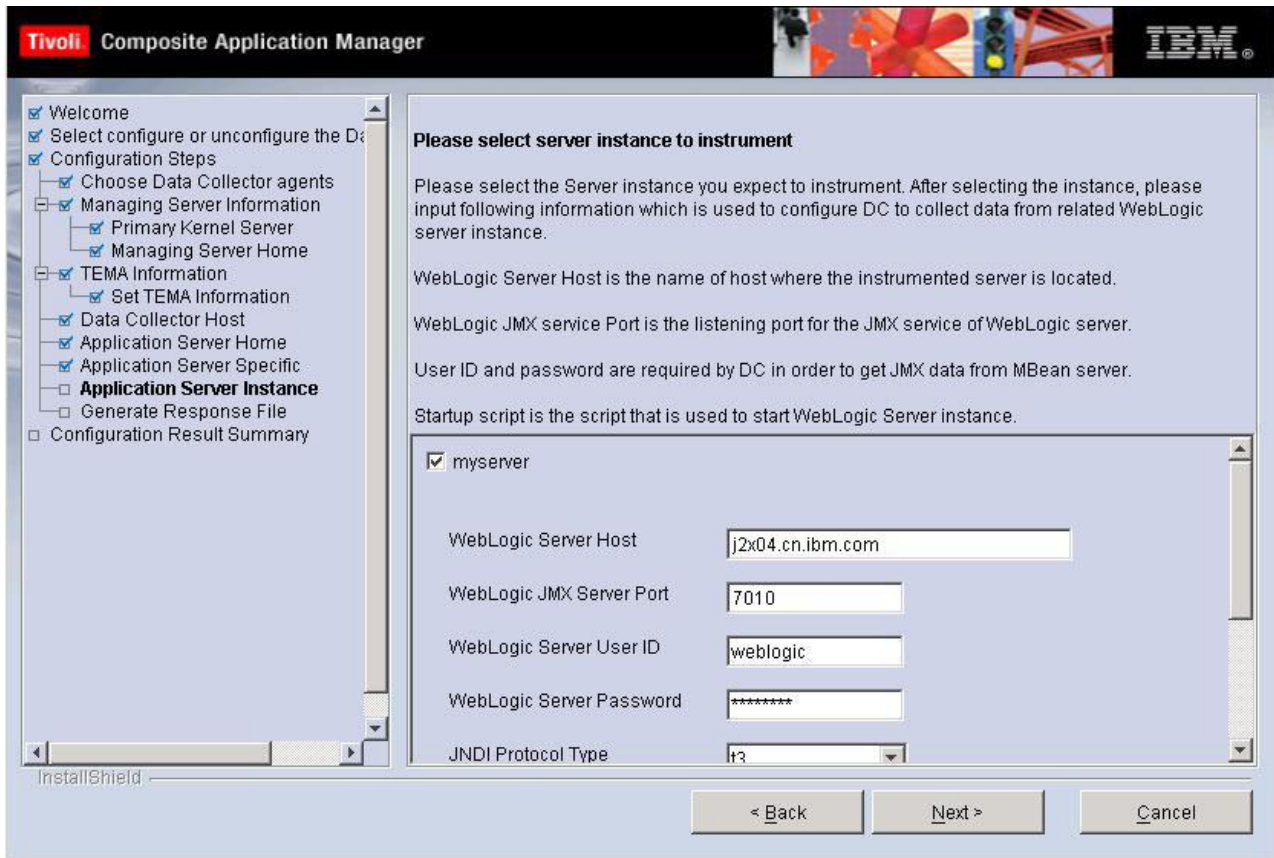 Tivoli. Composite Application Manager
IBM®
Welcome
Select configure or unconfigure the Da
Configuration Steps
Choose Data Collector agents
Managing Server Information
Primary Kernel Server
Managing Server Home
TEMA Information
Set TEMA Information
Data Collector Host
Application Server Home
Application Server Specific
Application Server Instance
Generate Response File
Configuration Result Summary
Please select server instance to instrument
Please select the Server instance you expect to instrument. After selecting the instance, please
input following information which is used to configure DC to collect data from related WebLogic
server instance.
WebLogic Server Host is the name of host where the instrumented server is located.
WebLogic JMX service Port is the listening port for the JMX service of WebLogic server.
User ID and password are required by DC in order to get JMX data from MBean server.
Startup script is the script that is used to start WebLogic Server instance.
myserver
WebLogic Server Host j2x04.cn.ibm.com
WebLogic JMX Server Port 7010
WebLogic Server User ID weblogic
WebLogic Server Password ********
JNDI Protocol Type t3
InstallShield
< Back Next > Cancel